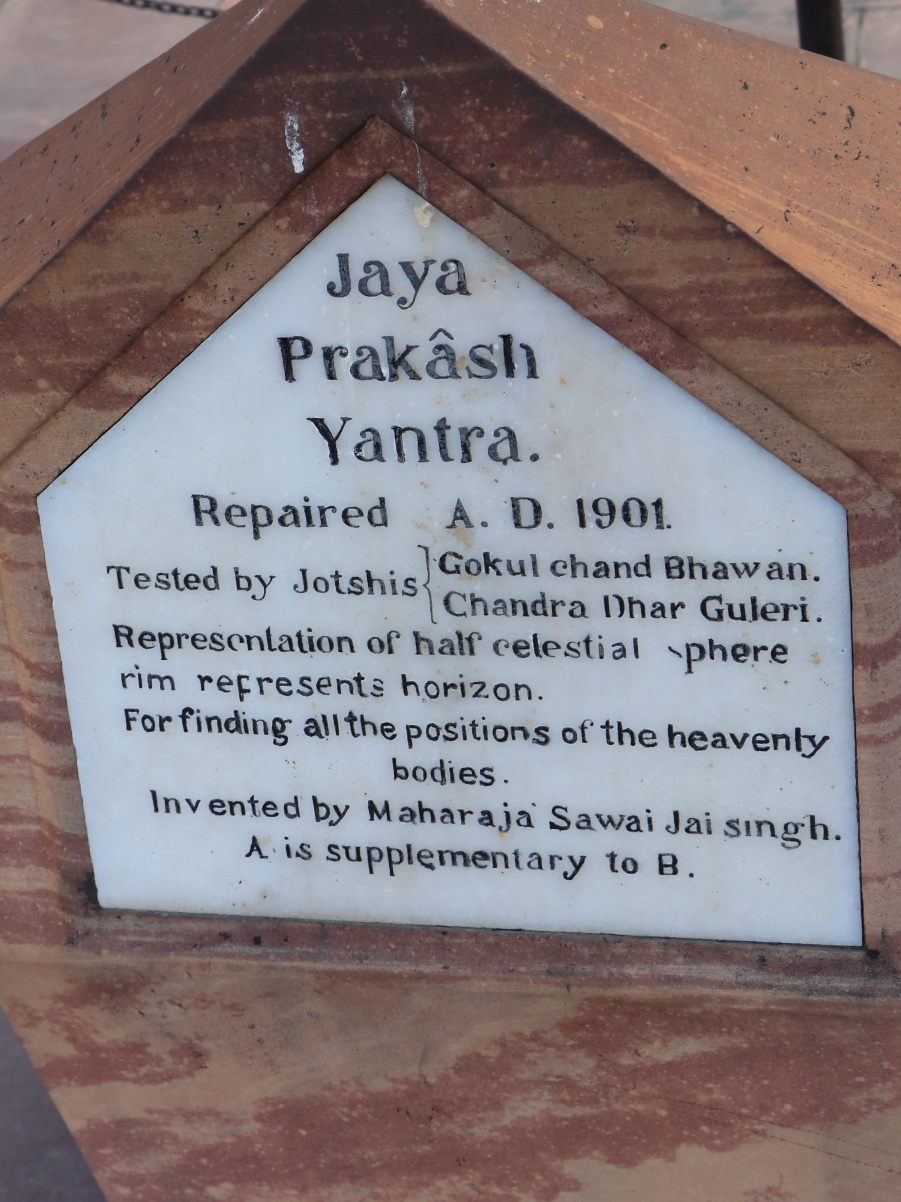 Jaya
Prakâsh
Yantra.
Repaired A. D. 1901.
Tested by Jotshis { Gokul chand Bhawan.
Chandra Dhar Guleri.
Representation of half celestial sphere
rim represents horizon.
For finding all the positions of the heavenly
bodies.
Invented by Maharaja Sawai Jai singh.
A is supplementary to B.